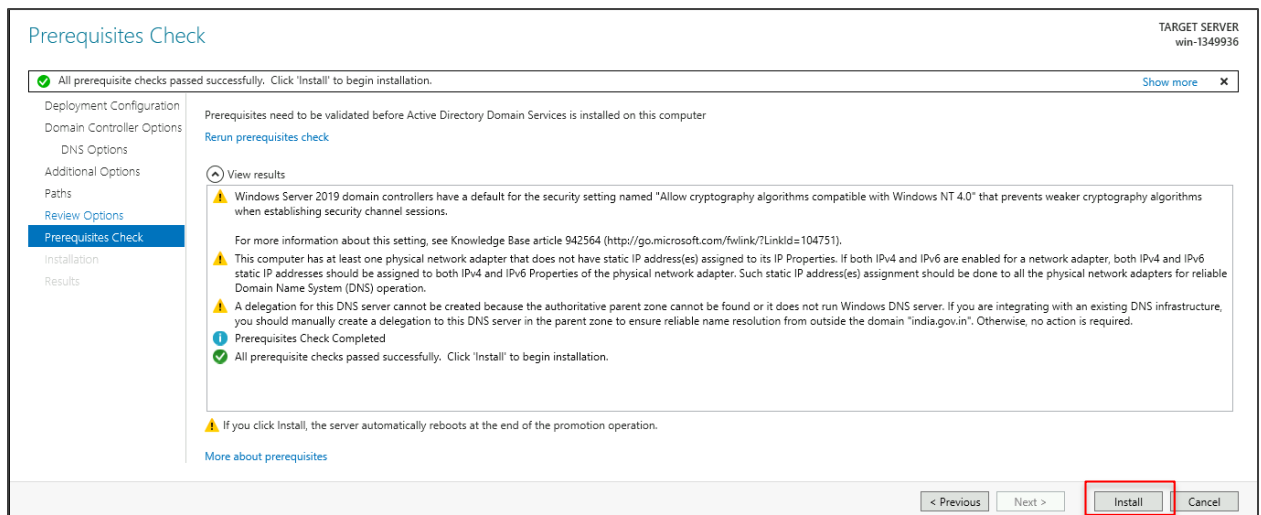 Prerequisites Check
TARGET SERVER
win-1349936
All prerequisite checks passed successfully. Click 'Install' to begin installation.
Show more
Deployment Configuration
Domain Controller Options
DNS Options
Additional Options
Paths
Review Options
Prerequisites Check
Installation
Results
Prerequisites need to be validated before Active Directory Domain Services is installed on this computer
Rerun prerequisites check
View results
Windows Server 2019 domain controllers have a default for the security setting named "Allow cryptography algorithms compatible with Windows NT 4.0" that prevents weaker cryptography algorithms
when establishing security channel sessions.
For more information about this setting, see Knowledge Base article 942564 (http://go.microsoft.com/fwlink/?LinkId=104751).
This computer has at least one physical network adapter that does not have static IP address(es) assigned to its IP Properties. If both IPv4 and IPv6 are enabled for a network adapter, both IPv4 and IPv6
static IP addresses should be assigned to both IPv4 and IPv6 Properties of the physical network adapter. Such static IP address(es) assignment should be done to all the physical network adapters for reliable
Domain Name System (DNS) operation.
A delegation for this DNS server cannot be created because the authoritative parent zone cannot be found or it does not run Windows DNS server. If you are integrating with an existing DNS infrastructure,
you should manually create a delegation to this DNS server in the parent zone to ensure reliable name resolution from outside the domain "india.gov.in". Otherwise, no action is required.
Prerequisites Check Completed
All prerequisite checks passed successfully. Click 'Install' to begin installation.
If you click Install, the server automatically reboots at the end of the promotion operation.
More about prerequisites
< Previous
Next >
Install
Cancel